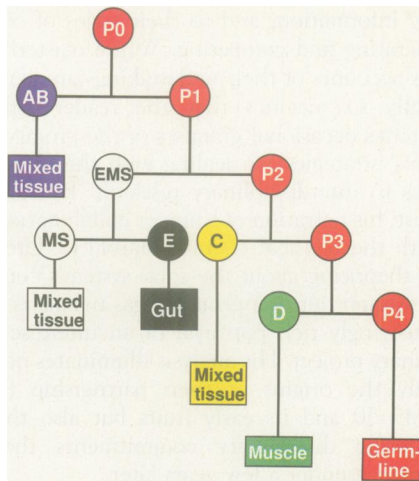 P0
AB
P1
Mixed
tissue
EMS
P2
MS
E
C
P3
Mixed
tissue
Gut
D
P4
Mixed
tissue
Muscle
Germ-
line